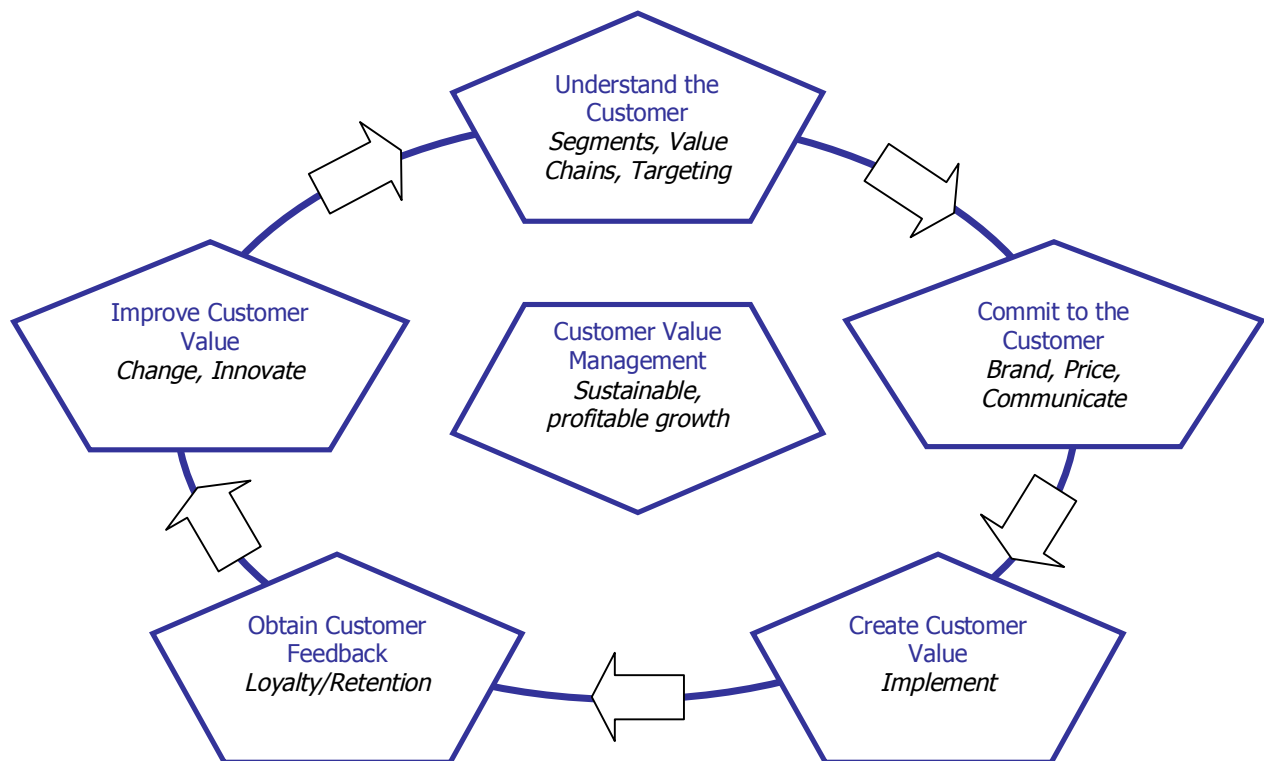 Understand the
Customer
Segments, Value
Chains, Targeting
Commit to the
Customer
Brand, Price,
Communicate
Create Customer
Value
Implement
Obtain Customer
Feedback
Loyalty/Retention
Improve Customer
Value
Change, Innovate
Customer Value
Management
Sustainable,
profitable growth